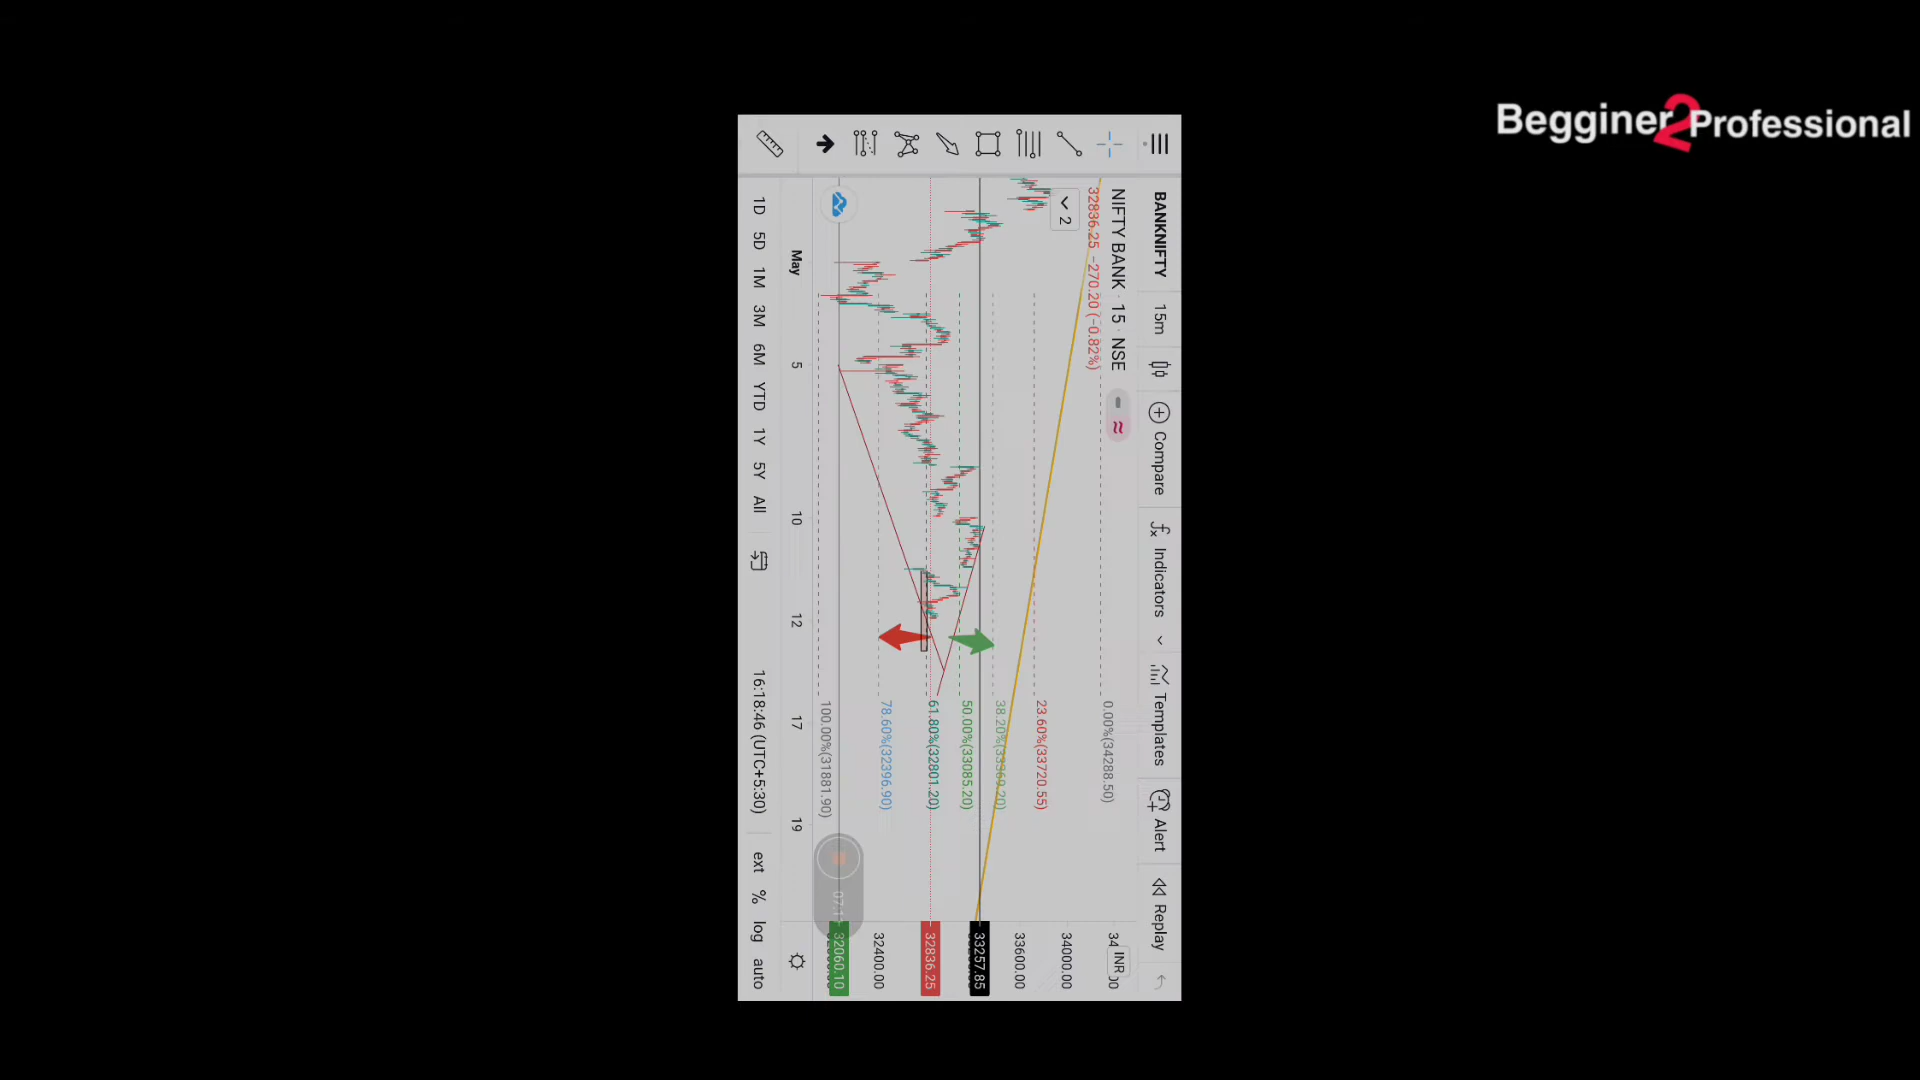 Begginer2Professional
BANKNIFTY 15m Compare Indicators Templates Alert Replay
NIFTY BANK · 15 · NSE
32836.25 −270.20 (−0.82%)
2
0.00%(34288.50)
23.60%(33720.55)
38.20%(33369.20)
50.00%(33085.20)
61.80%(32801.20)
78.60%(32396.90)
100.00%(31881.90)
INR
34000.00
33600.00
33257.85
32836.25
32400.00
32060.10
May 5 10 12 17 19
1D 5D 1M 3M 6M YTD 1Y 5Y All 16:18:46 (UTC+5:30) ext % log auto